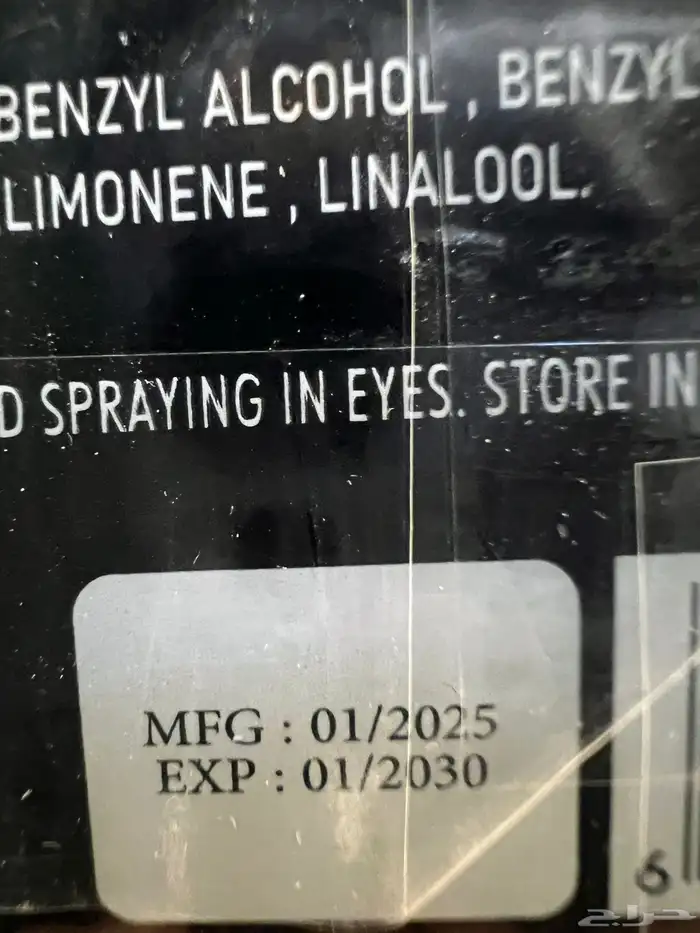 BENZYL ALCOHOL , BENZYL
LIMONENE , LINALOOL.
D SPRAYING IN EYES. STORE IN
MFG : 01/2025
EXP : 01/2030
6
حراج